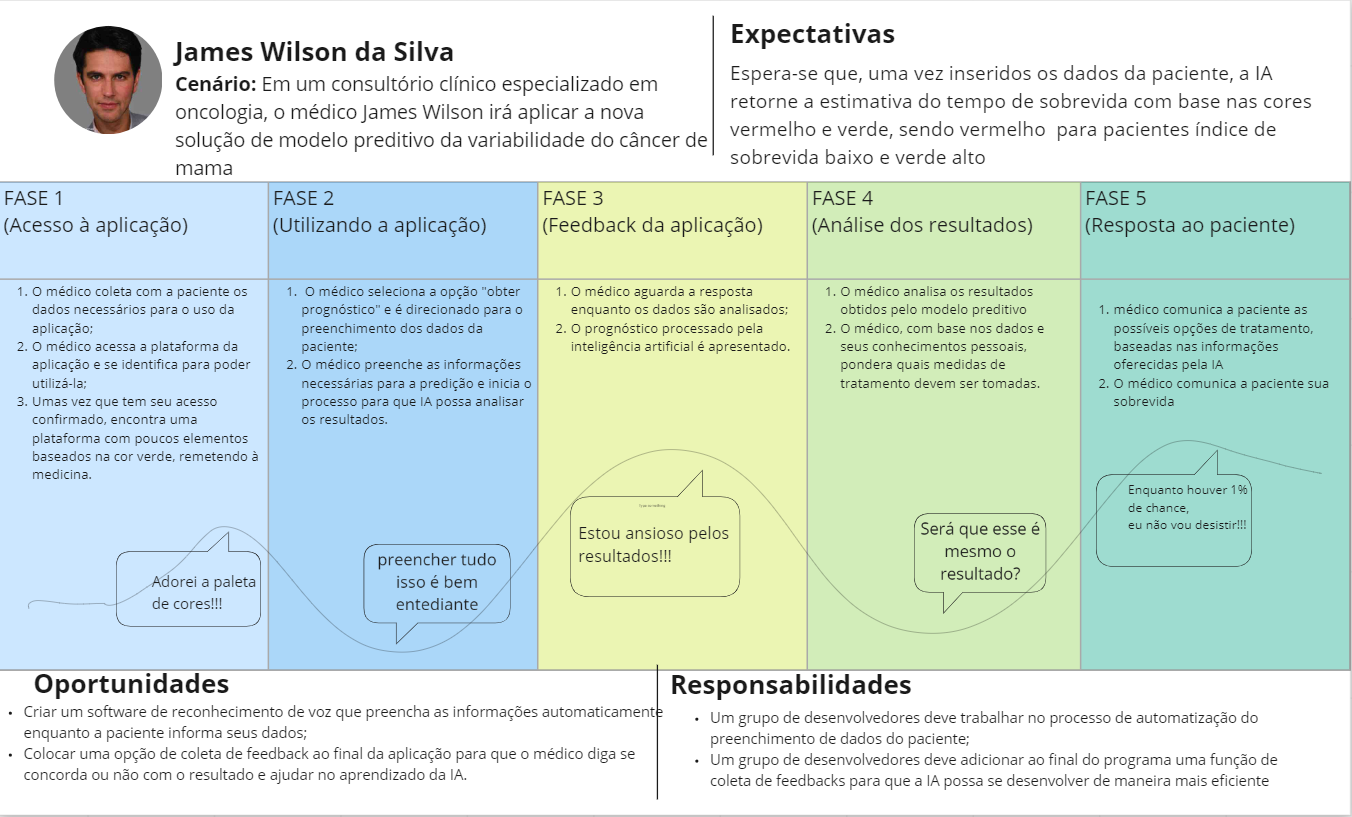 James Wilson da Silva
Cenário: Em um consultório clínico especializado em
oncologia, o médico James Wilson irá aplicar a nova
solução de modelo preditivo da variabilidade do câncer de
mama
Expectativas
Espera-se que, uma vez inseridos os dados da paciente, a IA
retorne a estimativa do tempo de sobrevida com base nas cores
vermelho e verde, sendo vermelho para pacientes índice de
sobrevida baixo e verde alto
FASE 1
(Acesso à aplicação)
FASE 2
(Utilizando a aplicação)
FASE 3
(Feedback da aplicação)
FASE 4
(Análise dos resultados)
FASE 5
(Resposta ao paciente)
1. O médico coleta com a paciente os
dados necessários para o uso da
aplicação;
2. O médico acessa a plataforma da
aplicação e se identifica para poder
utilizá-la;
3. Umas vez que tem seu acesso
confirmado, encontra uma
plataforma com poucos elementos
baseados na cor verde, remetendo à
medicina.
Adorei a paleta
de cores!!!
1. O médico seleciona a opção "obter
prognóstico" e é direcionado para o
preenchimento dos dados da
paciente;
2. O médico preenche as informações
necessárias para a predição e inicia o
processo para que IA possa analisar
os resultados.
preencher tudo
isso é bem
entediante
1. O médico aguarda a resposta
enquanto os dados são analisados;
2. O prognóstico processado pela
inteligência artificial é apresentado.
Estou ansioso pelos
resultados!!!
1. O médico analisa os resultados
obtidos pelo modelo preditivo
2. O médico, com base nos dados e
seus conhecimentos pessoais,
pondera quais medidas de
tratamento devem ser tomadas.
Será que esse é
mesmo o
resultado?
1. médico comunica a paciente as
possíveis opções de tratamento,
baseadas nas informações
oferecidas pela IA
2. O médico comunica a paciente sua
sobrevida
Enquanto houver 1%
de chance,
eu não vou desistir!!!
Oportunidades
• Criar um software de reconhecimento de voz que preencha as informações automaticamente
enquanto a paciente informa seus dados;
• Colocar uma opção de coleta de feedback ao final da aplicação para que o médico diga se
concorda ou não com o resultado e ajudar no aprendizado da IA.
Responsabilidades
• Um grupo de desenvolvedores deve trabalhar no processo de automatização do
preenchimento de dados do paciente;
• Um grupo de desenvolvedores deve adicionar ao final do programa uma função de
coleta de feedbacks para que a IA possa se desenvolver de maneira mais eficiente